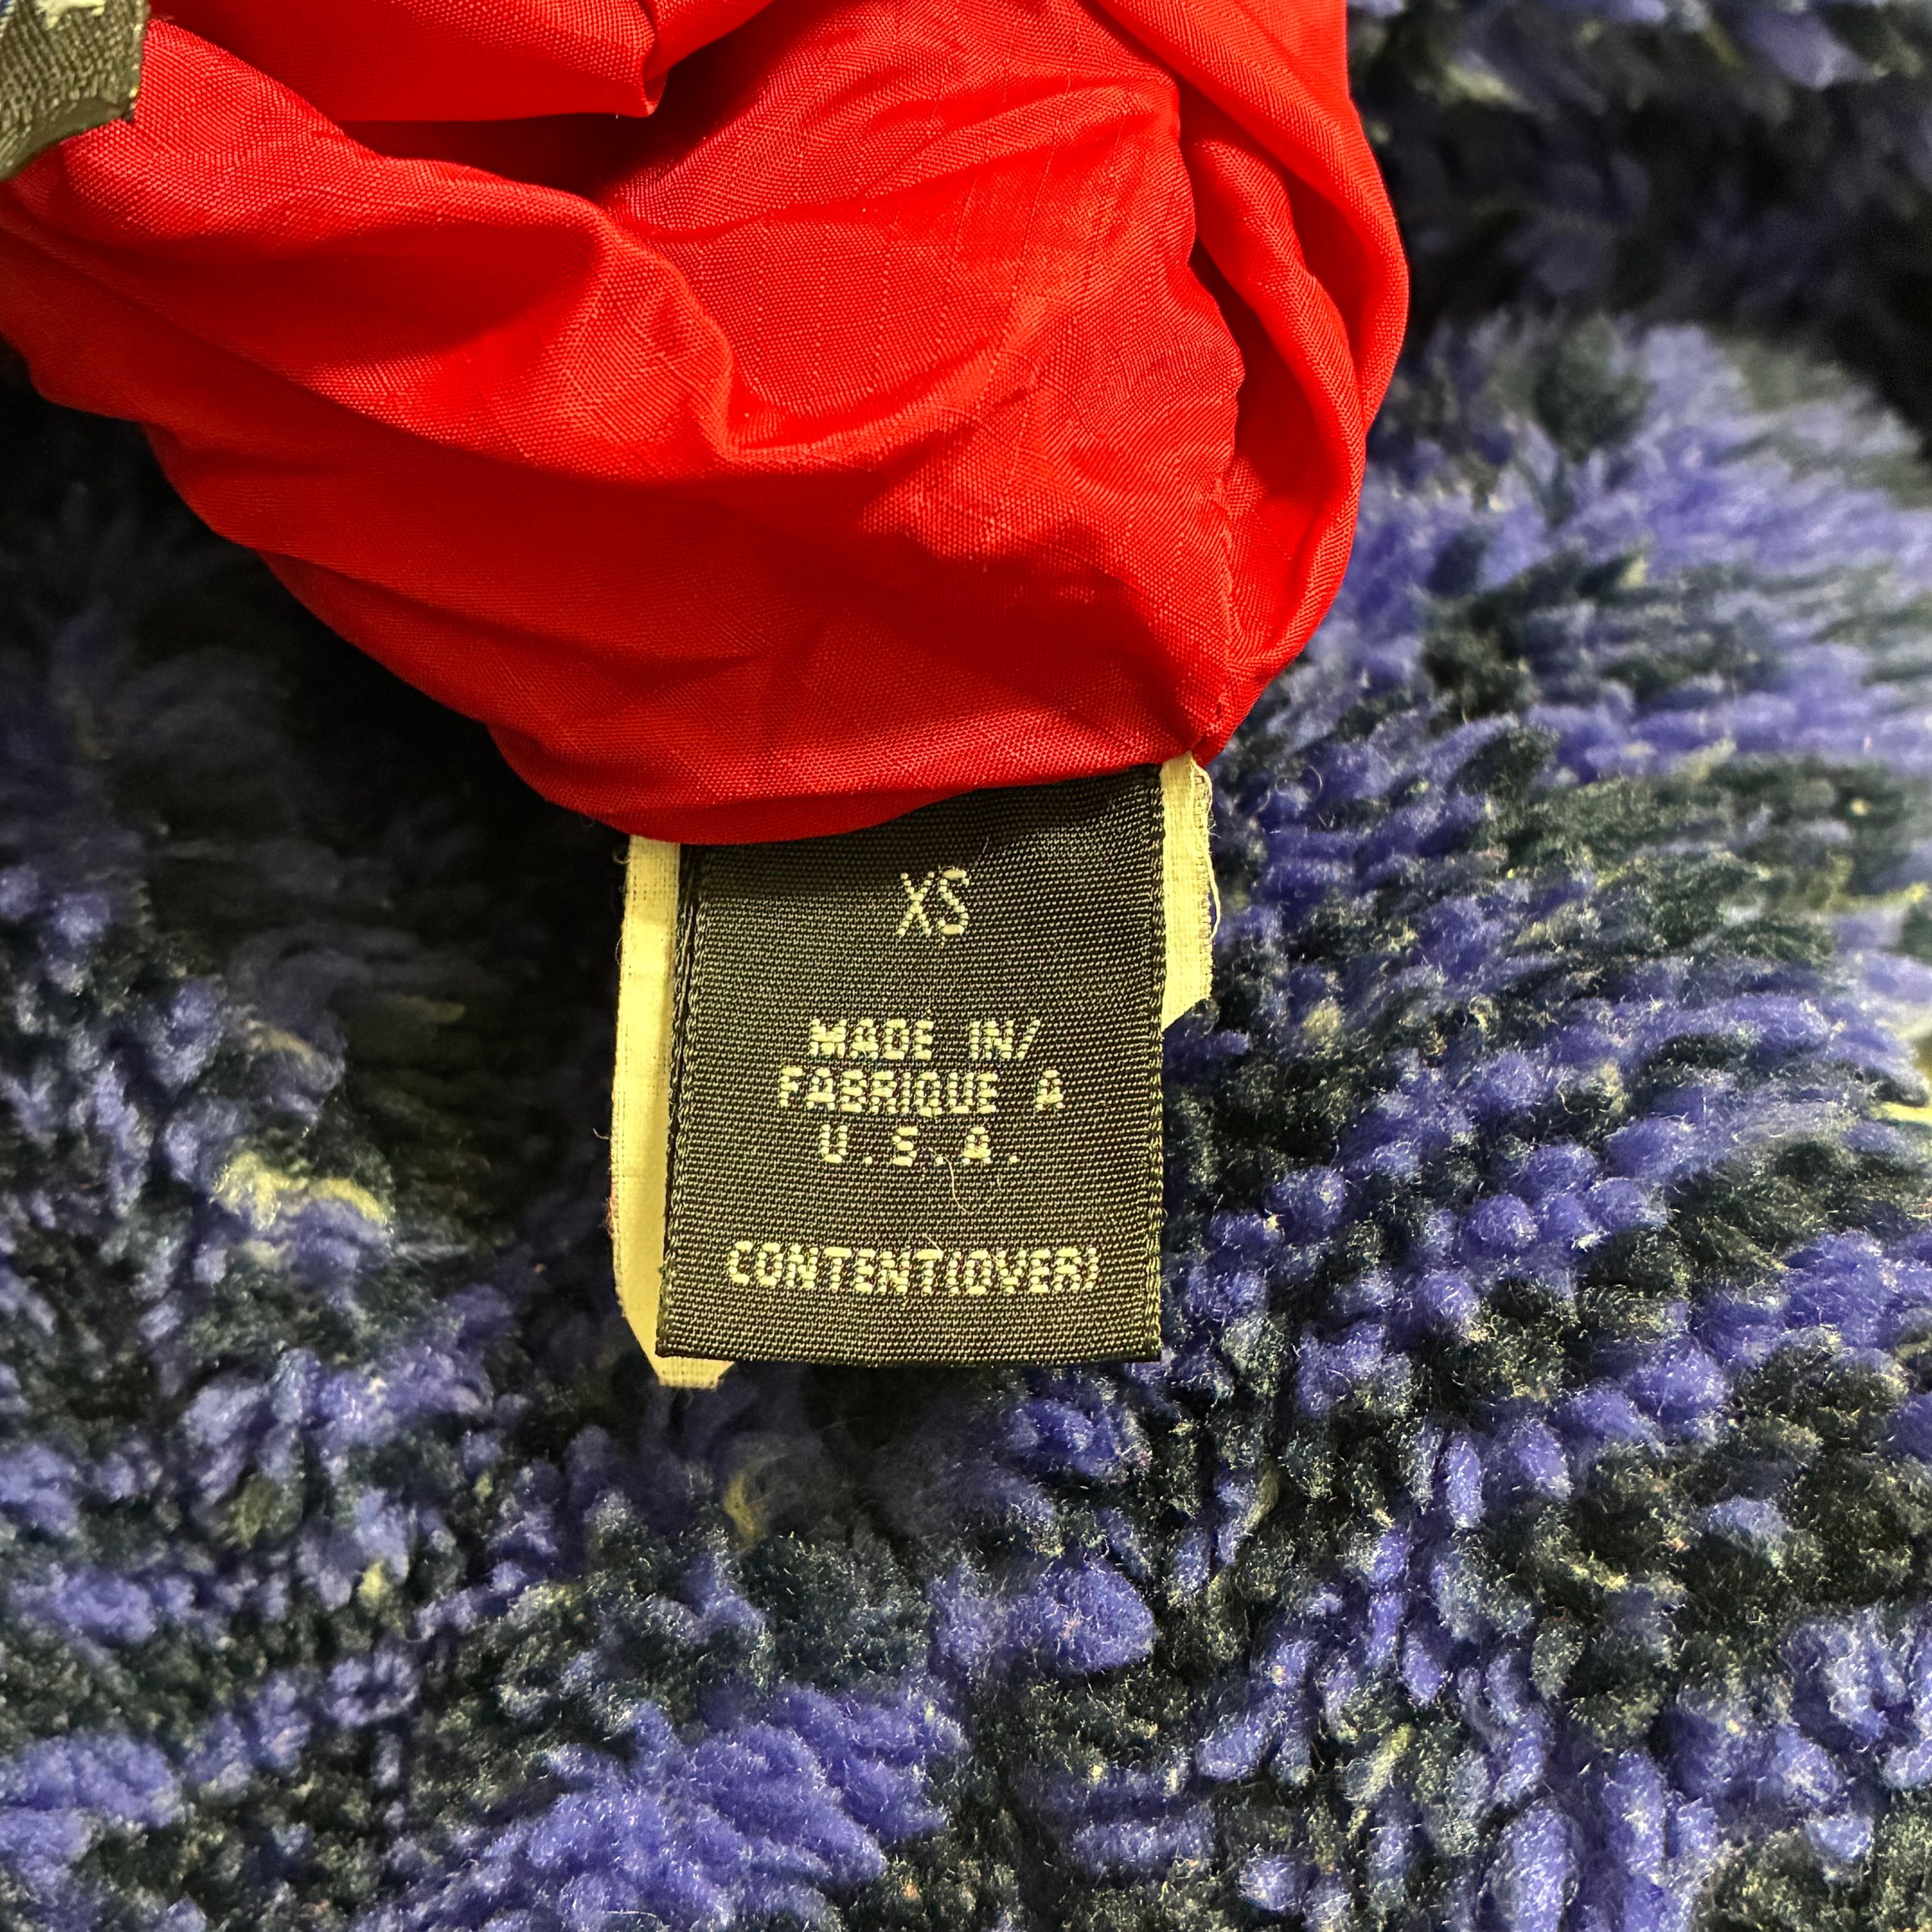 XS
MADE IN/
FABRIQUE A
U.S.A.
CONTENT(OVER)